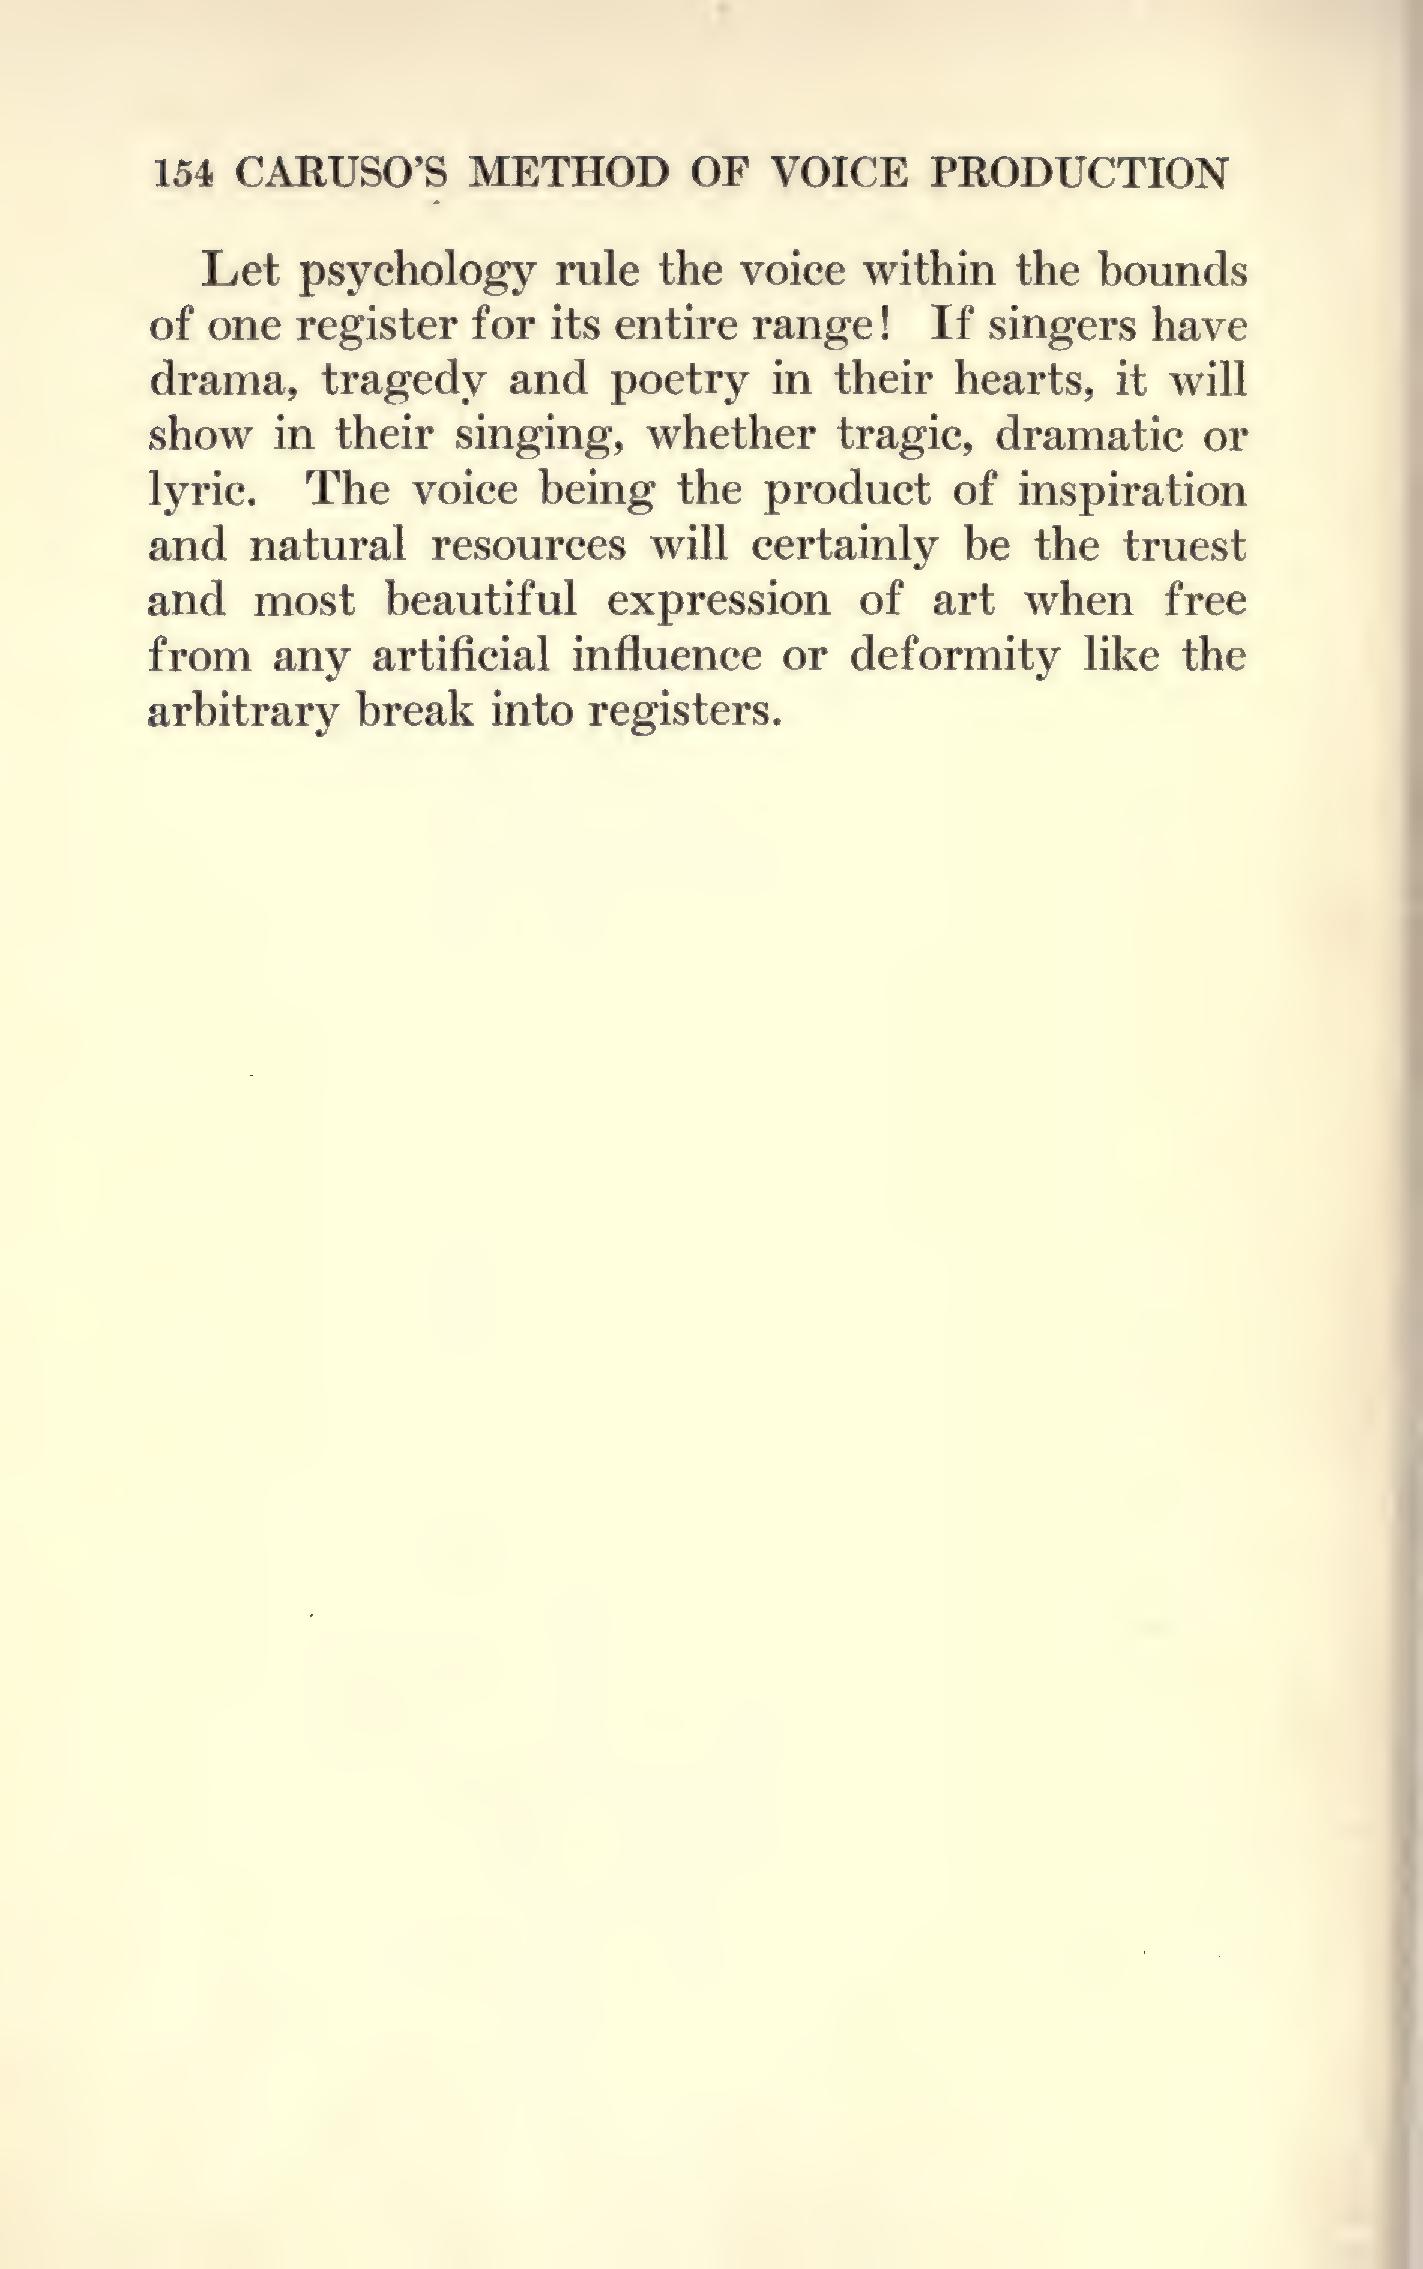 154 CARUSO'S METHOD OF VOICE PRODUCTION
Let psychology rule the voice within the bounds
of one register for its entire range! If singers have
drama, tragedy and poetry in their hearts, it will
show in their singing, whether tragic, dramatic or
lyric. The voice being the product of inspiration
and natural resources will certainly be the truest
and most beautiful expression of art when free
from any artificial influence or deformity like the
arbitrary break into registers.